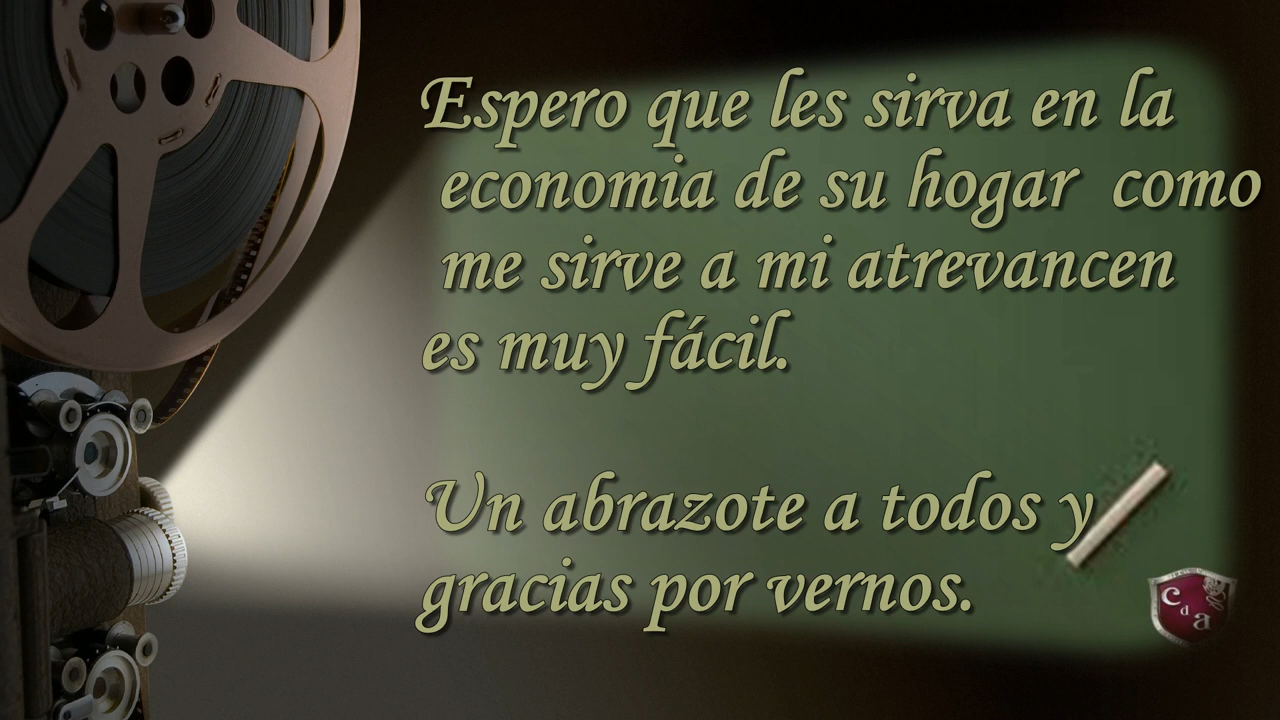 Espero que les sirva en la
economia de su hogar como
me sirve a mi atrevancen
es muy fácil.
Un abrazote a todos y
gracias por vernos.
c d a